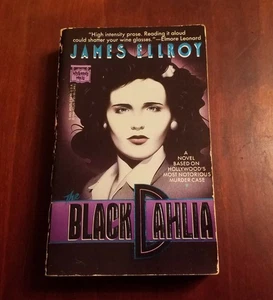 "High intensity prose. Reading it aloud
could shatter your wine glasses."—Elmore Leonard
JAMES ELLROY
A
NOVEL
BASED ON
HOLLYWOOD'S
MOST NOTORIOUS
MURDER CASE
the
BLACK DAHLIA